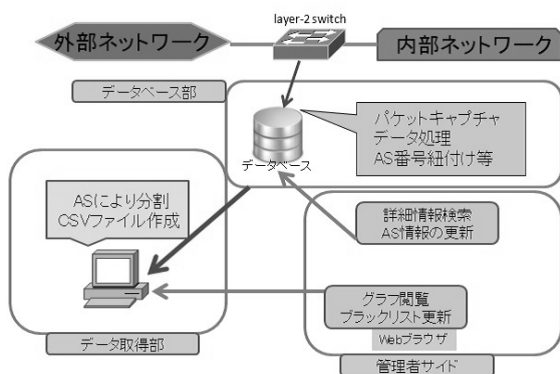 layer-2 switch
外部ネットワーク
内部ネットワーク
データベース部
パケットキャプチャ
データ処理
AS番号紐付け等
データベース
ASにより分割
CSVファイル作成
詳細情報検索
AS情報の更新
グラフ閲覧
ブラックリスト更新
Webブラウザ
データ取得部
管理者サイド